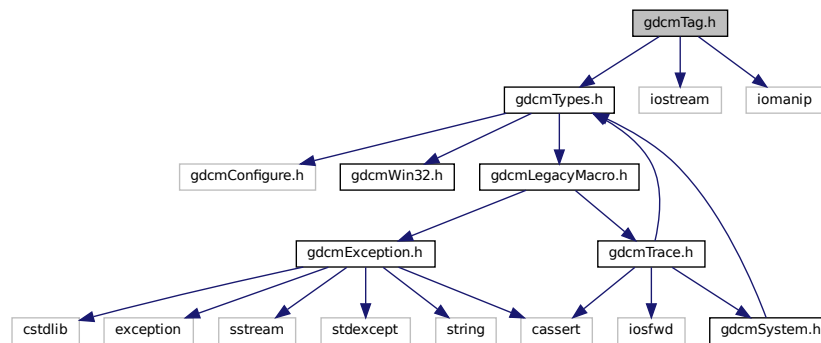 gdcmTag.h
gdcmTypes.h
iostream
iomanip
gdcmConfigure.h
gdcmWin32.h
gdcmLegacyMacro.h
gdcmException.h
gdcmTrace.h
cstdlib
exception
sstream
stdexcept
string
cassert
iosfwd
gdcmSystem.h